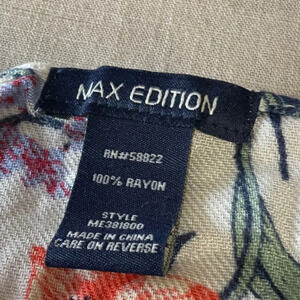 MAX EDITION
RN#58822
100% RAYON
STYLE
ME381800
MADE IN CHINA
CARE ON REVERSE